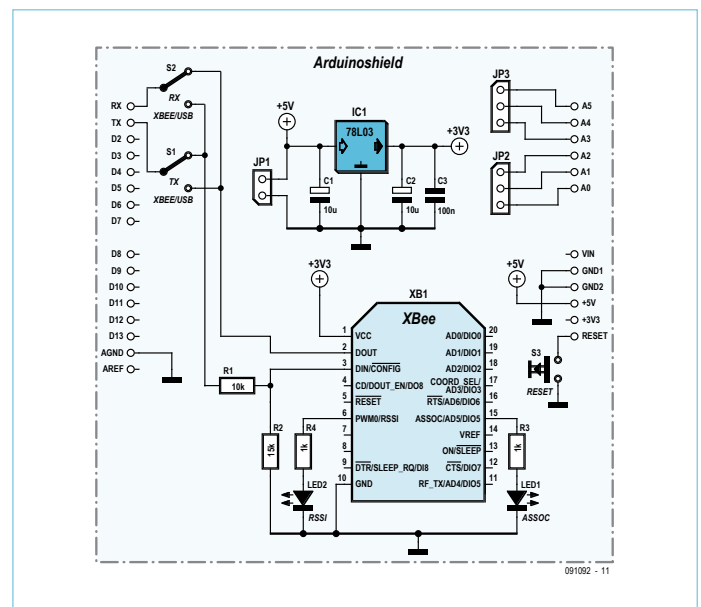 Arduinoshield
S2
RX
XBEE/USB
S1
TX
XBEE/USB
RX
TX
D2
D3
D4
D5
D6
D7
D8
D9
D10
D11
D12
D13
AGND
AREF
+5V
IC1
78L03
+3V3
JP1
C1
10u
C2
10u
C3
100n
JP3
A5
A4
A3
JP2
A2
A1
A0
+5V
VIN
GND1
GND2
+5V
+3V3
RESET
S3
RESET
+3V3
XB1
XBee
1 VCC
2 DOUT
3 DIN/CONFIG
4 CD/DOUT_EN/DO8
5 RESET
6 PWM0/RSSI
7
8
9 DTR/SLEEP_RQ/DI8
10 GND
AD0/DIO0 20
AD1/DIO1 19
AD2/DIO2 18
COORD_SEL/
AD3/DIO3 17
RTS/AD6/DIO6 16
ASSOC/AD5/DIO5 15
VREF 14
ON/SLEEP 13
CTS/DIO7 12
RF_TX/AD4/DIO5 11
R1
10k
R2
15k
R4
1k
LED2
RSSI
R3
1k
LED1
ASSOC
091092 - 11